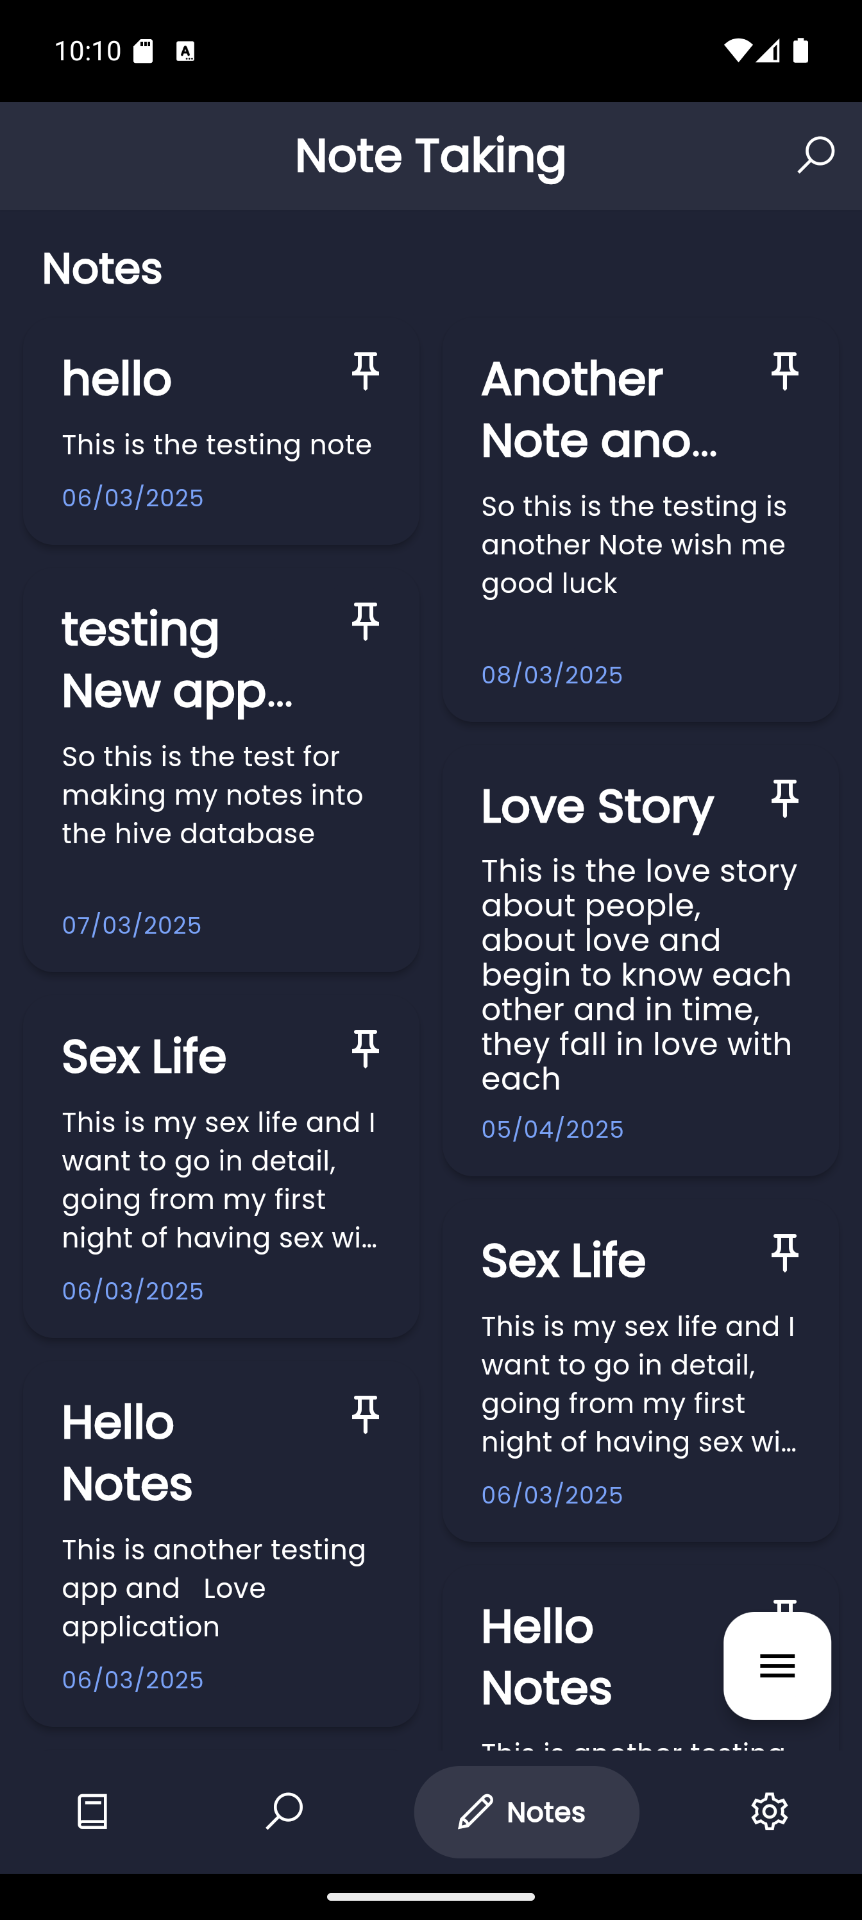 10:10
Note Taking
Notes
hello
This is the testing note
06/03/2025
Another
Note ano...
So this is the testing is
another Note wish me
good luck
08/03/2025
testing
New app...
So this is the test for
making my notes into
the hive database
07/03/2025
Love Story
This is the love story
about people,
about love and
begin to know each
other and in time,
they fall in love with
each
05/04/2025
Sex Life
This is my sex life and I
want to go in detail,
going from my first
night of having sex wi...
06/03/2025
Sex Life
This is my sex life and I
want to go in detail,
going from my first
night of having sex wi...
06/03/2025
Hello
Notes
This is another testing
app and   Love
application
06/03/2025
Hello
Notes
This is another testing
Notes